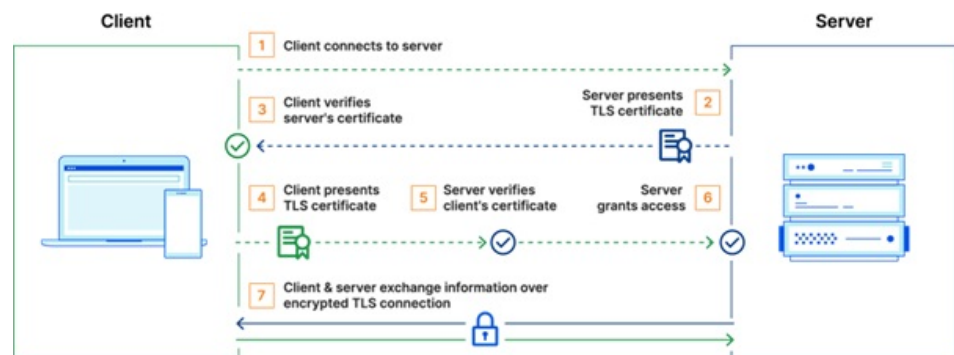 Client
Server
1
Client connects to server
3
Client verifies
server's certificate
Server presents
TLS certificate
2
4
Client presents
TLS certificate
5
Server verifies
client's certificate
Server
grants access
6
7
Client & server exchange information over
encrypted TLS connection